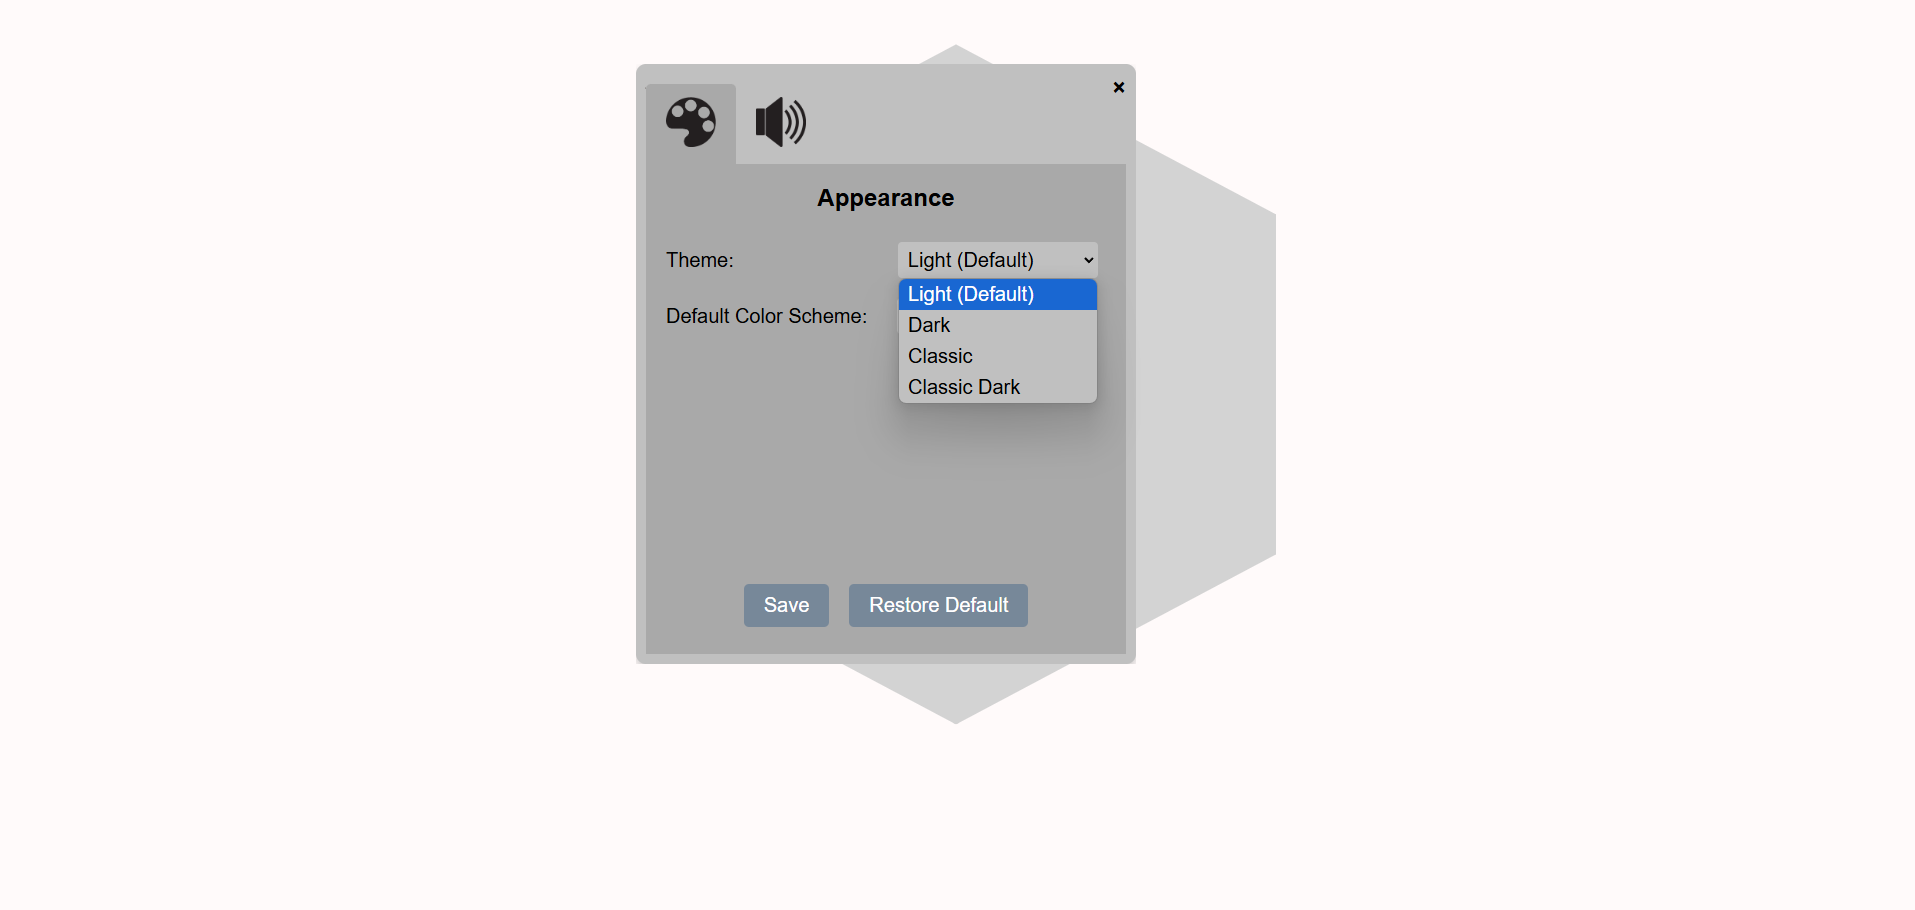 ×
Appearance
Theme:
Light (Default)
Light (Default)
Dark
Default Color Scheme:
Classic
Classic Dark
Save
Restore Default